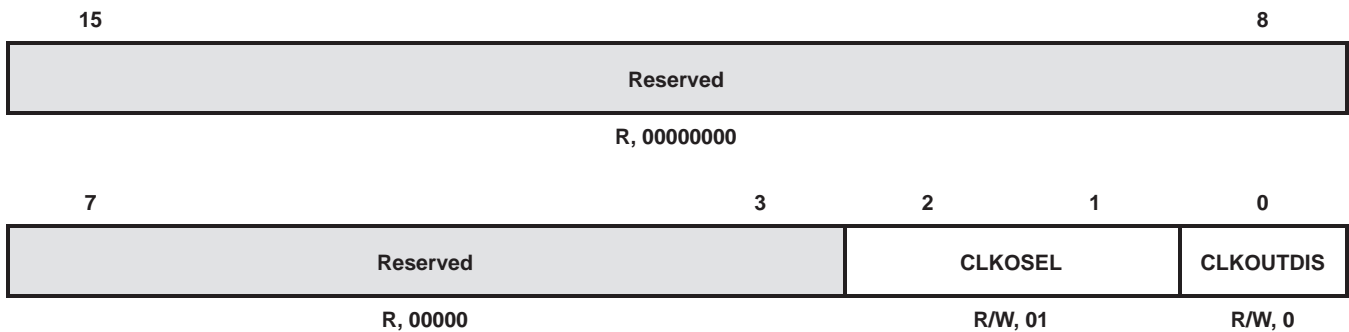 15 8
Reserved
R, 00000000
7 3 2 1 0
Reserved CLKOSEL CLKOUTDIS
R, 00000 R/W, 01 R/W, 0